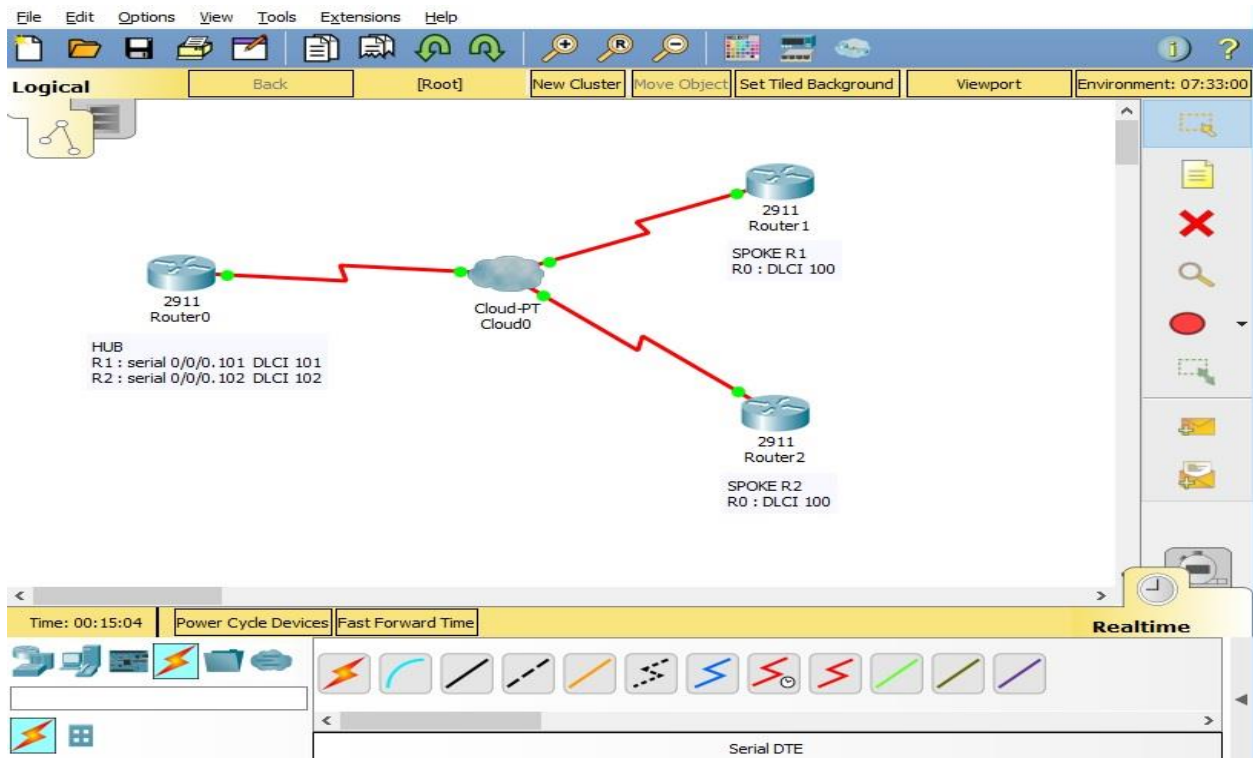 File Edit Options View Tools Extensions Help
Logical Back [Root] New Cluster Move Object Set Tiled Background Viewport Environment: 07:33:00
2911
Router1
SPOKE R1
R0 : DLCI 100
2911
Router0
HUB
R1 : serial 0/0/0.101 DLCI 101
R2 : serial 0/0/0.102 DLCI 102
Cloud-PT
Cloud0
2911
Router2
SPOKE R2
R0 : DLCI 100
Time: 00:15:04 Power Cycle Devices Fast Forward Time Realtime
Serial DTE